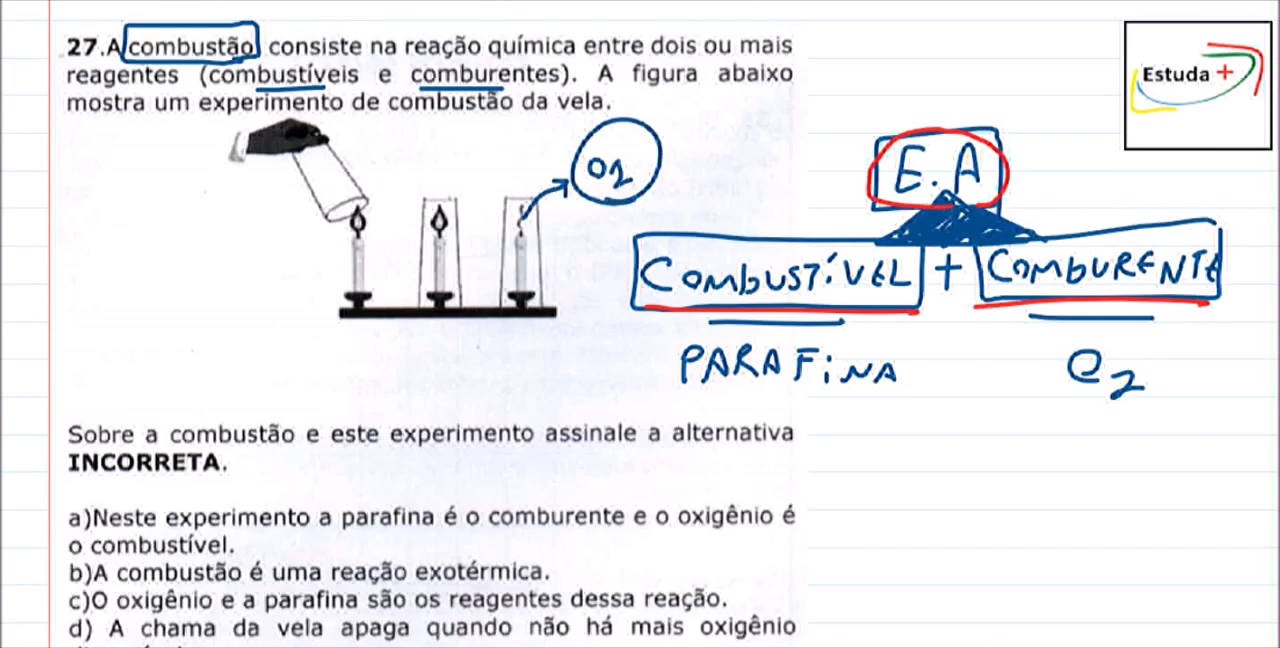 27.A combustão consiste na reação química entre dois ou mais
reagentes (combustíveis e comburentes). A figura abaixo
mostra um experimento de combustão da vela.
Estuda +
O2
E.A
COMBUSTÍVEL + COMBURENTE
PARAFINA O2
Sobre a combustão e este experimento assinale a alternativa
INCORRETA.
a)Neste experimento a parafina é o comburente e o oxigênio é
o combustível.
b)A combustão é uma reação exotérmica.
c)O oxigênio e a parafina são os reagentes dessa reação.
d) A chama da vela apaga quando não há mais oxigênio